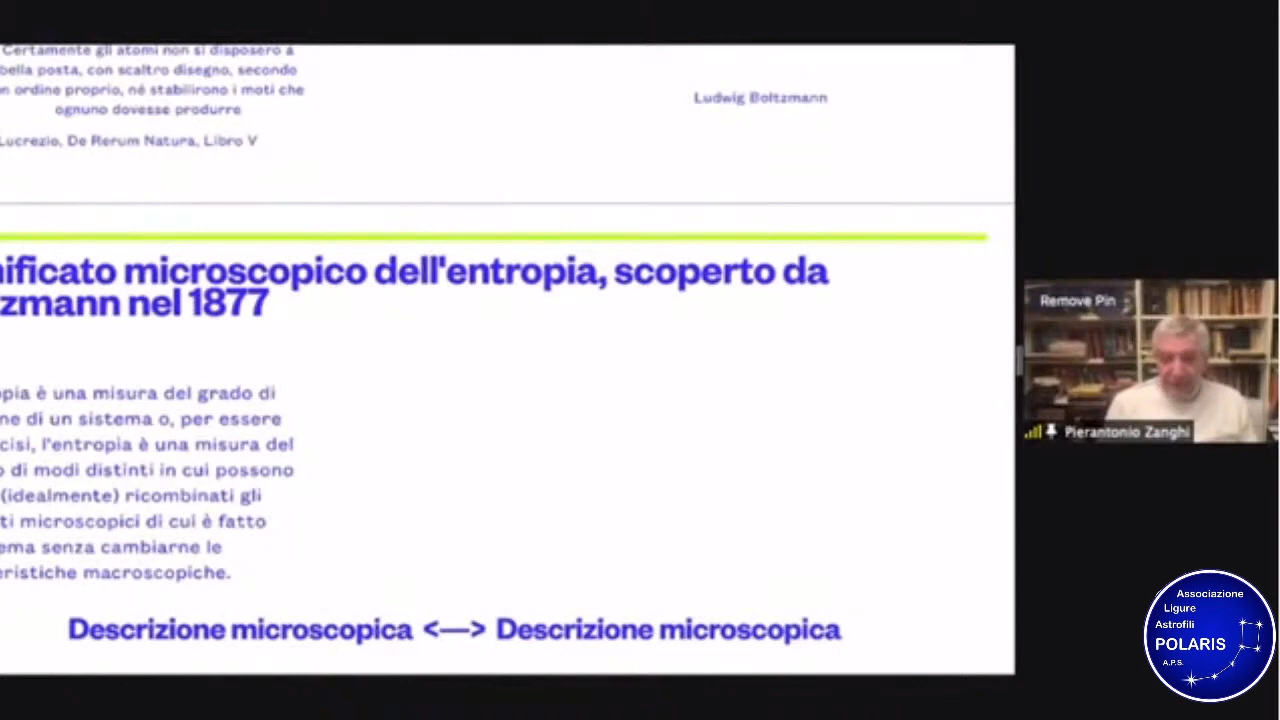 Certamente gli atomi non si disposero a
bella posta, con scaltro disegno, secondo
n ordine proprio, né stabilirono i moti che
ognuno dovesse produrre
Lucrezio, De Rerum Natura, Libro V
Ludwig Boltzmann
nificato microscopico dell'entropia, scoperto da
zmann nel 1877
opia è una misura del grado di
ne di un sistema o, per essere
cisi, l'entropia è una misura del
o di modi distinti in cui possono
(idealmente) ricombinati gli
ti microscopici di cui è fatto
ema senza cambiarne le
eristiche macroscopiche.
Descrizione microscopica <—> Descrizione microscopica
Remove Pin
Pierantonio Zanghì
Associazione
Ligure
Astrofili
POLARIS
A.P.S.